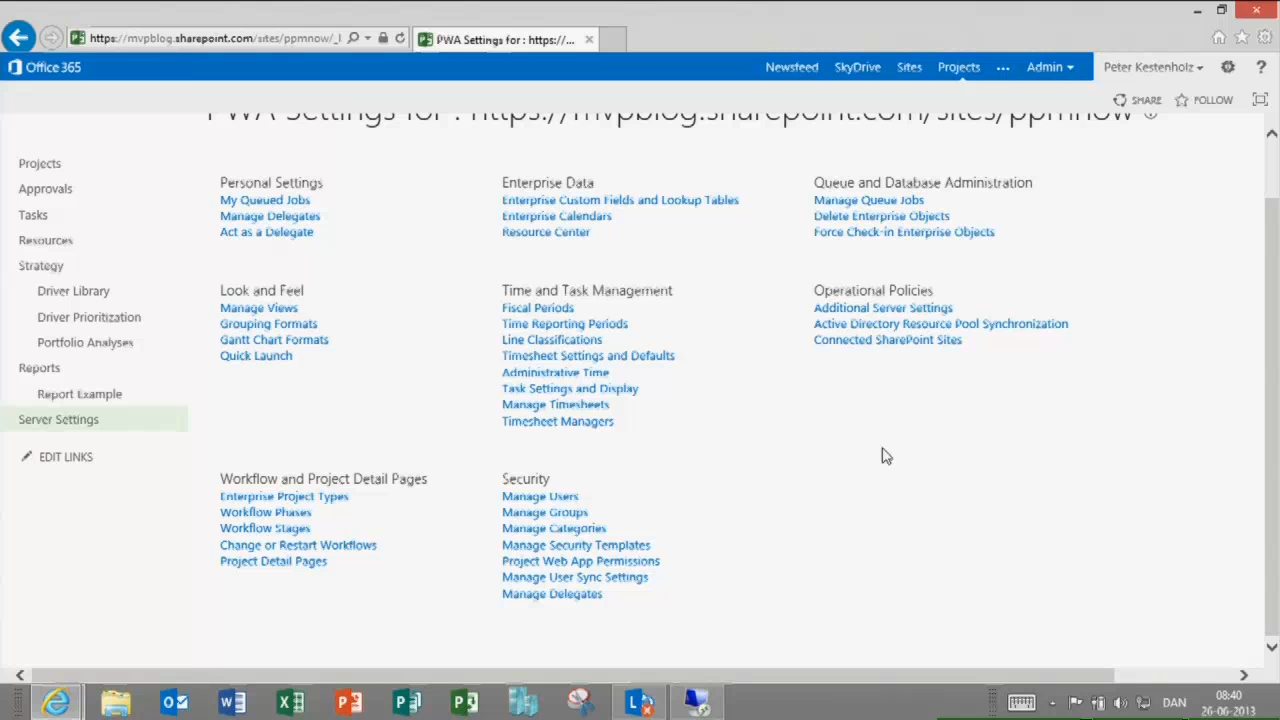 https://mvpblog.sharepoint.com/sites/ppmnow/_l
PWA Settings for : https://...
Office 365
Newsfeed SkyDrive Sites Projects ... Admin Peter Kestenholz ?
SHARE FOLLOW
PWA Settings for : https://mvpblog.sharepoint.com/sites/ppmnow
Projects
Approvals
Tasks
Resources
Strategy
Driver Library
Driver Prioritization
Portfolio Analyses
Reports
Report Example
Server Settings
EDIT LINKS
Personal Settings
My Queued Jobs
Manage Delegates
Act as a Delegate
Enterprise Data
Enterprise Custom Fields and Lookup Tables
Enterprise Calendars
Resource Center
Queue and Database Administration
Manage Queue Jobs
Delete Enterprise Objects
Force Check-in Enterprise Objects
Look and Feel
Manage Views
Grouping Formats
Gantt Chart Formats
Quick Launch
Time and Task Management
Fiscal Periods
Time Reporting Periods
Line Classifications
Timesheet Settings and Defaults
Administrative Time
Task Settings and Display
Manage Timesheets
Timesheet Managers
Operational Policies
Additional Server Settings
Active Directory Resource Pool Synchronization
Connected SharePoint Sites
Workflow and Project Detail Pages
Enterprise Project Types
Workflow Phases
Workflow Stages
Change or Restart Workflows
Project Detail Pages
Security
Manage Users
Manage Groups
Manage Categories
Manage Security Templates
Project Web App Permissions
Manage User Sync Settings
Manage Delegates
DAN
08:40
26-06-2013